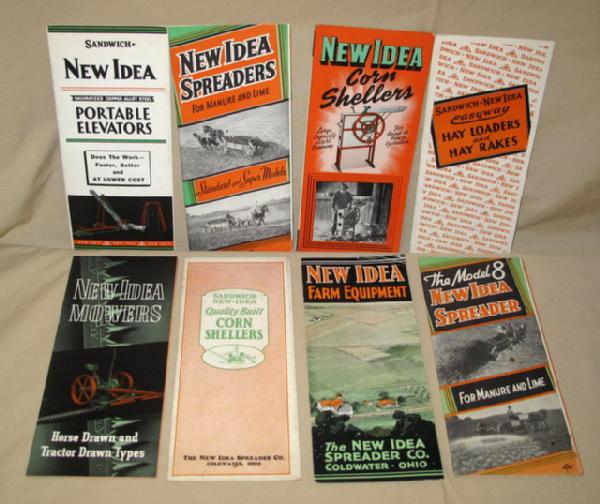 SANDWICH-
NEW IDEA
GALVANIZED COPPER ALLOY STEEL
PORTABLE
ELEVATORS
Does The Work—
Faster, Better
and
AT LOWER COST
NEW IDEA
SPREADERS
FOR MANURE AND LIME
Standard and Super Models
NEW IDEA
Corn
Shellers
Large
Capacity
Light
Running
SANDWICH-NEW IDEA
easyway
HAY LOADERS
and
HAY RAKES
NEW IDEA
MOWERS
Horse Drawn and
Tractor Drawn Types
SANDWICH-
NEW-IDEA
Quality Built
CORN
SHELLERS
THE NEW IDEA SPREADER CO.
COLDWATER, OHIO
NEW IDEA
FARM EQUIPMENT
The NEW IDEA
SPREADER CO.
COLDWATER - OHIO
The Model 8
NEW IDEA
SPREADER
FOR MANURE AND LIME